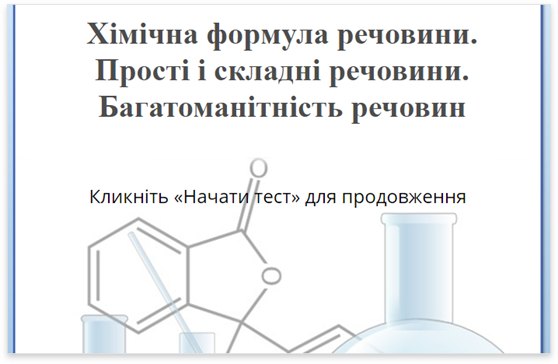 Хімічна формула речовини.
Прості і складні речовини.
Багатоманітність речовин
O
Кликніть «Начати тест» для продовження
O